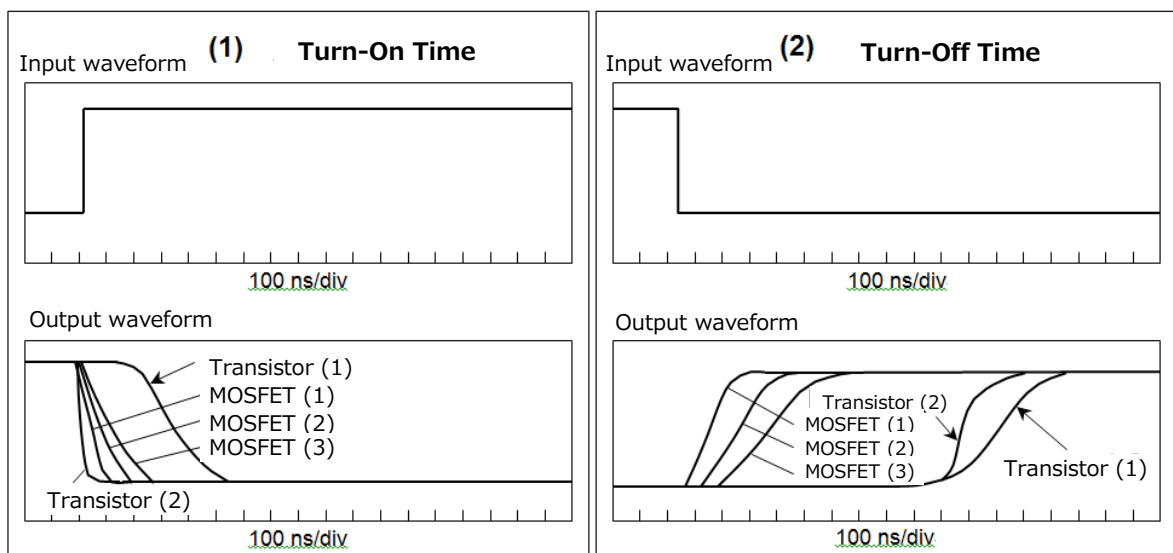 (1) Turn-On Time
Input waveform
100 ns/div
Output waveform
Transistor (1)
MOSFET (1)
MOSFET (2)
MOSFET (3)
Transistor (2)
100 ns/div
(2) Turn-Off Time
Input waveform
100 ns/div
Output waveform
Transistor (2)
MOSFET (1)
MOSFET (2)
MOSFET (3)
Transistor (1)
100 ns/div